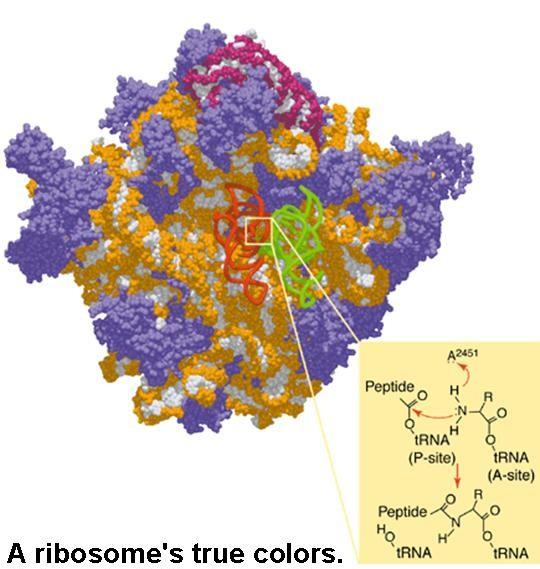 A2451
H
Peptide
:N
R
O
H
O
O
tRNA
tRNA
(P-site)
(A-site)
R
O
Peptide
O
H
N
O
H
O
tRNA
tRNA
A ribosome's true colors.